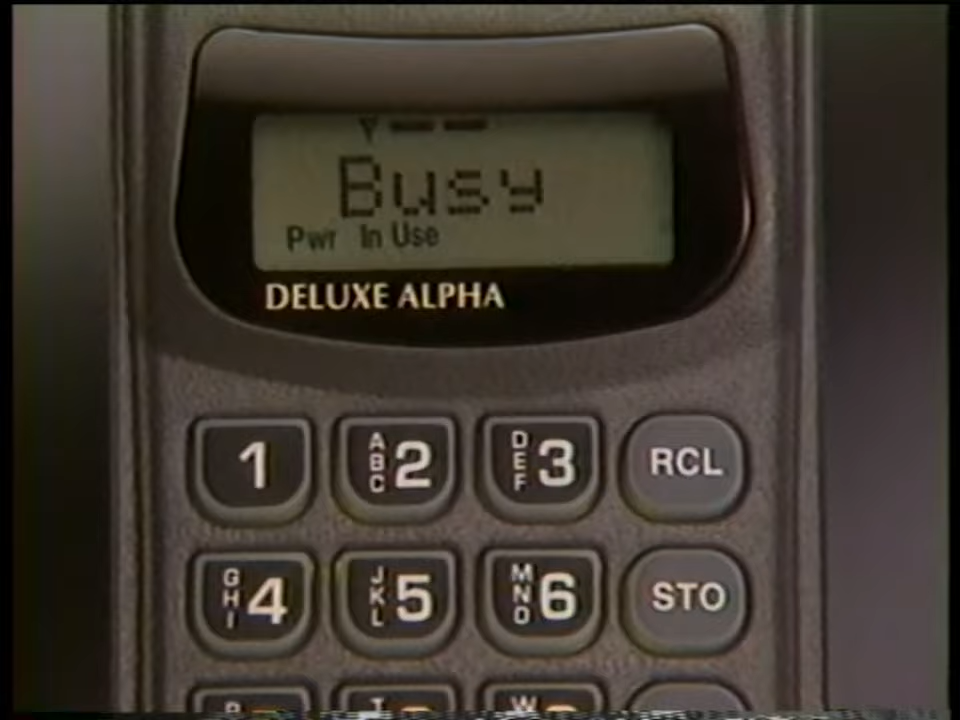 Busy
Pwr In Use
DELUXE ALPHA
1 ABC 2 DEF 3 RCL
GHI 4 JKL 5 MNO 6 STO